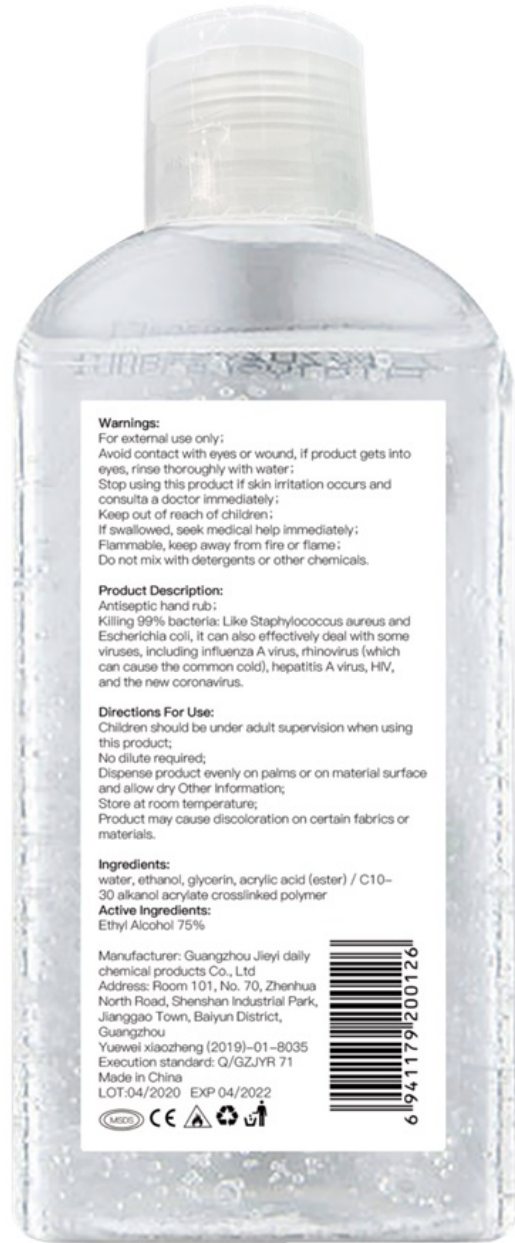 Warnings:
For external use only;
Avoid contact with eyes or wound, if product gets into
eyes, rinse thoroughly with water;
Stop using this product if skin irritation occurs and
consulta a doctor immediately;
Keep out of reach of children;
If swallowed, seek medical help immediately;
Flammable, keep away from fire or flame;
Do not mix with detergents or other chemicals.
Product Description:
Antiseptic hand rub;
Killing 99% bacteria: Like Staphylococcus aureus and
Escherichia coli, it can also effectively deal with some
viruses, including influenza A virus, rhinovirus (which
can cause the common cold), hepatitis A virus, HIV,
and the new coronavirus.
Directions For Use:
Children should be under adult supervision when using
this product;
No dilute required;
Dispense product evenly on palms or on material surface
and allow dry Other Information;
Store at room temperature;
Product may cause discoloration on certain fabrics or
materials.
Ingredients:
water, ethanol, glycerin, acrylic acid (ester) / C10-
30 alkanol acrylate crosslinked polymer
Active Ingredients:
Ethyl Alcohol 75%
Manufacturer: Guangzhou Jieyi daily
chemical products Co., Ltd
Address: Room 101, No. 70, Zhenhua
North Road, Shenshan Industrial Park,
Jianggao Town, Baiyun District,
Guangzhou
Yuewei xiaozheng (2019)-01-8035
Execution standard: Q/GZJYR 71
Made in China
LOT:04/2020 EXP 04/2022
MSDS CE
6 941179 200126